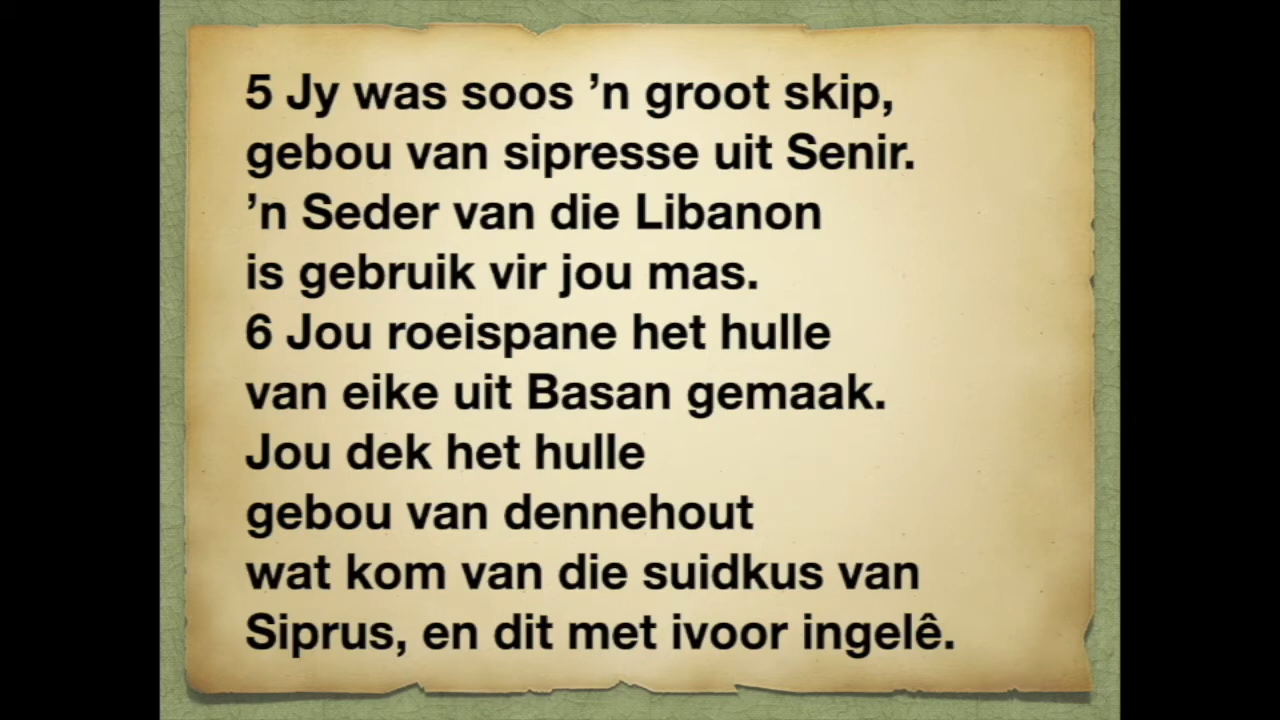 5 Jy was soos ’n groot skip,
gebou van sipresse uit Senir.
’n Seder van die Libanon
is gebruik vir jou mas.
6 Jou roeispane het hulle
van eike uit Basan gemaak.
Jou dek het hulle
gebou van dennehout
wat kom van die suidkus van
Siprus, en dit met ivoor ingelê.